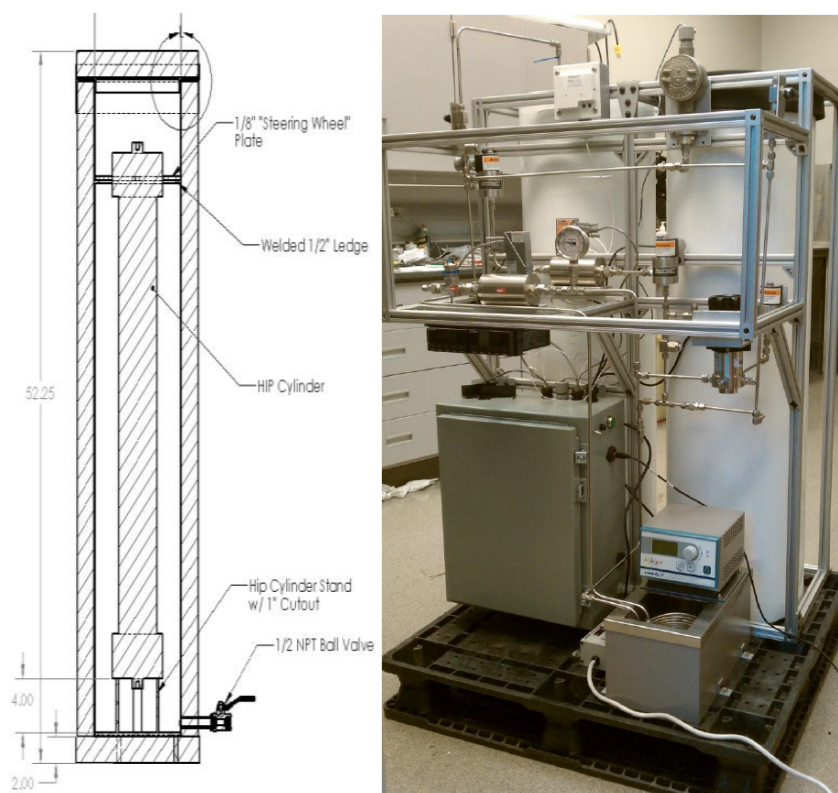 1/8" "Steering Wheel"
Plate
Welded 1/2" Ledge
HIP Cylinder
52.25
Hip Cylinder Stand
w/ 1" Cutout
1/2 NPT Ball Valve
4.00
2.00